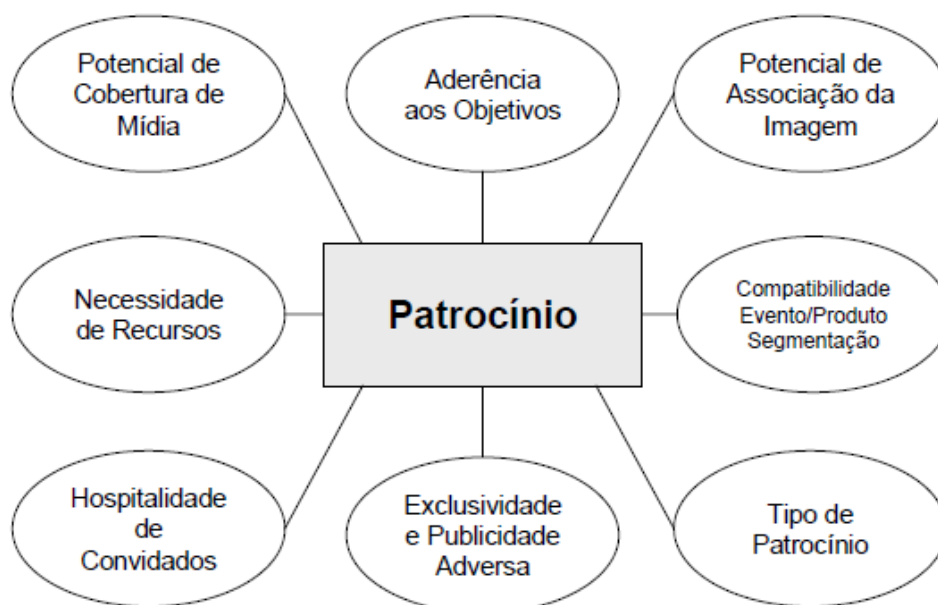 Potencial de
Cobertura de
Mídia
Aderência
aos Objetivos
Potencial de
Associação da
Imagem
Necessidade
de Recursos
Patrocínio
Compatibilidade
Evento/Produto
Segmentação
Hospitalidade
de
Convidados
Exclusividade
e Publicidade
Adversa
Tipo de
Patrocínio